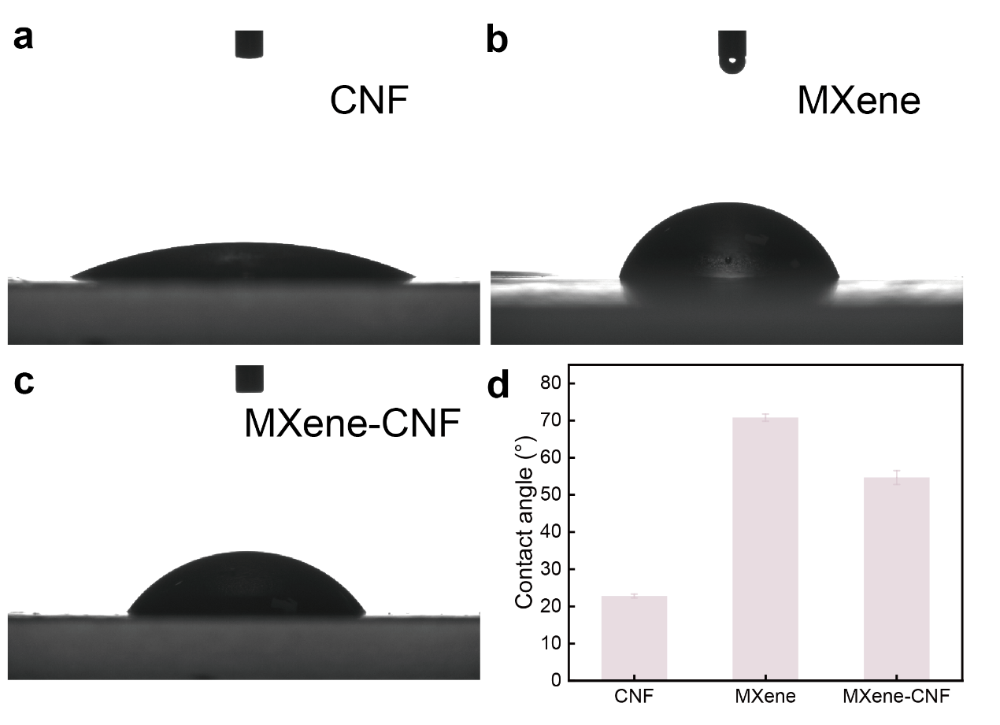 a
CNF
b
MXene
c
MXene-CNF
d
Contact angle (°)
80
70
60
50
40
30
20
10
0
CNF
MXene
MXene-CNF